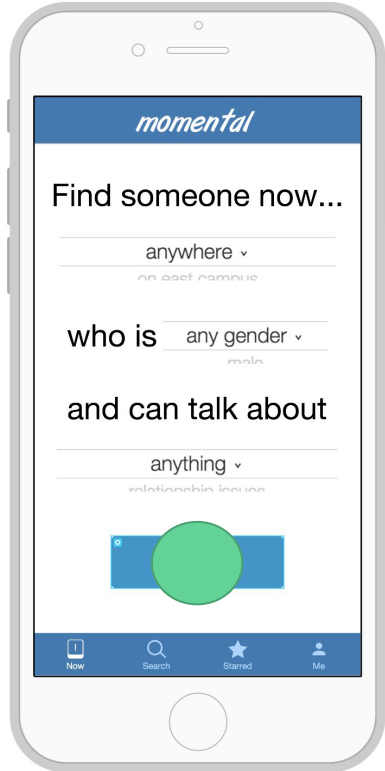 momental
Find someone now...
anywhere
on east campus
who is any gender
male
and can talk about
anything
relationship issues
!
Now Search Starred Me